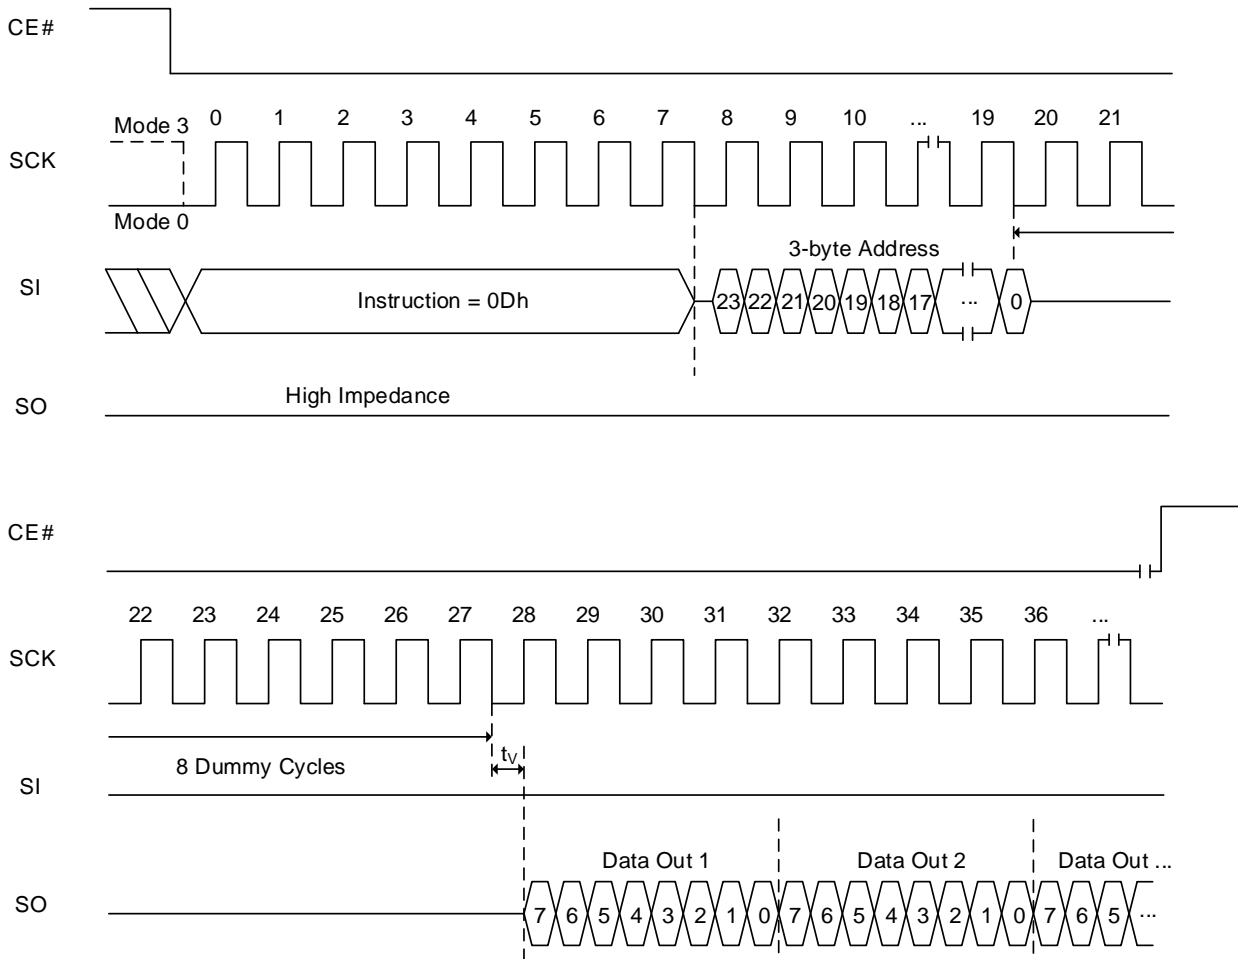 CE#
Mode 3
0 1 2 3 4 5 6 7 8 9 10 ... 19 20 21
SCK
Mode 0
3-byte Address
SI
Instruction = 0Dh
23 22 21 20 19 18 17 ... 0
High Impedance
SO
CE#
22 23 24 25 26 27 28 29 30 31 32 33 34 35 36 ...
SCK
8 Dummy Cycles
tV
SI
Data Out 1 Data Out 2 Data Out ...
SO
7 6 5 4 3 2 1 0 7 6 5 4 3 2 1 0 7 6 5 ...